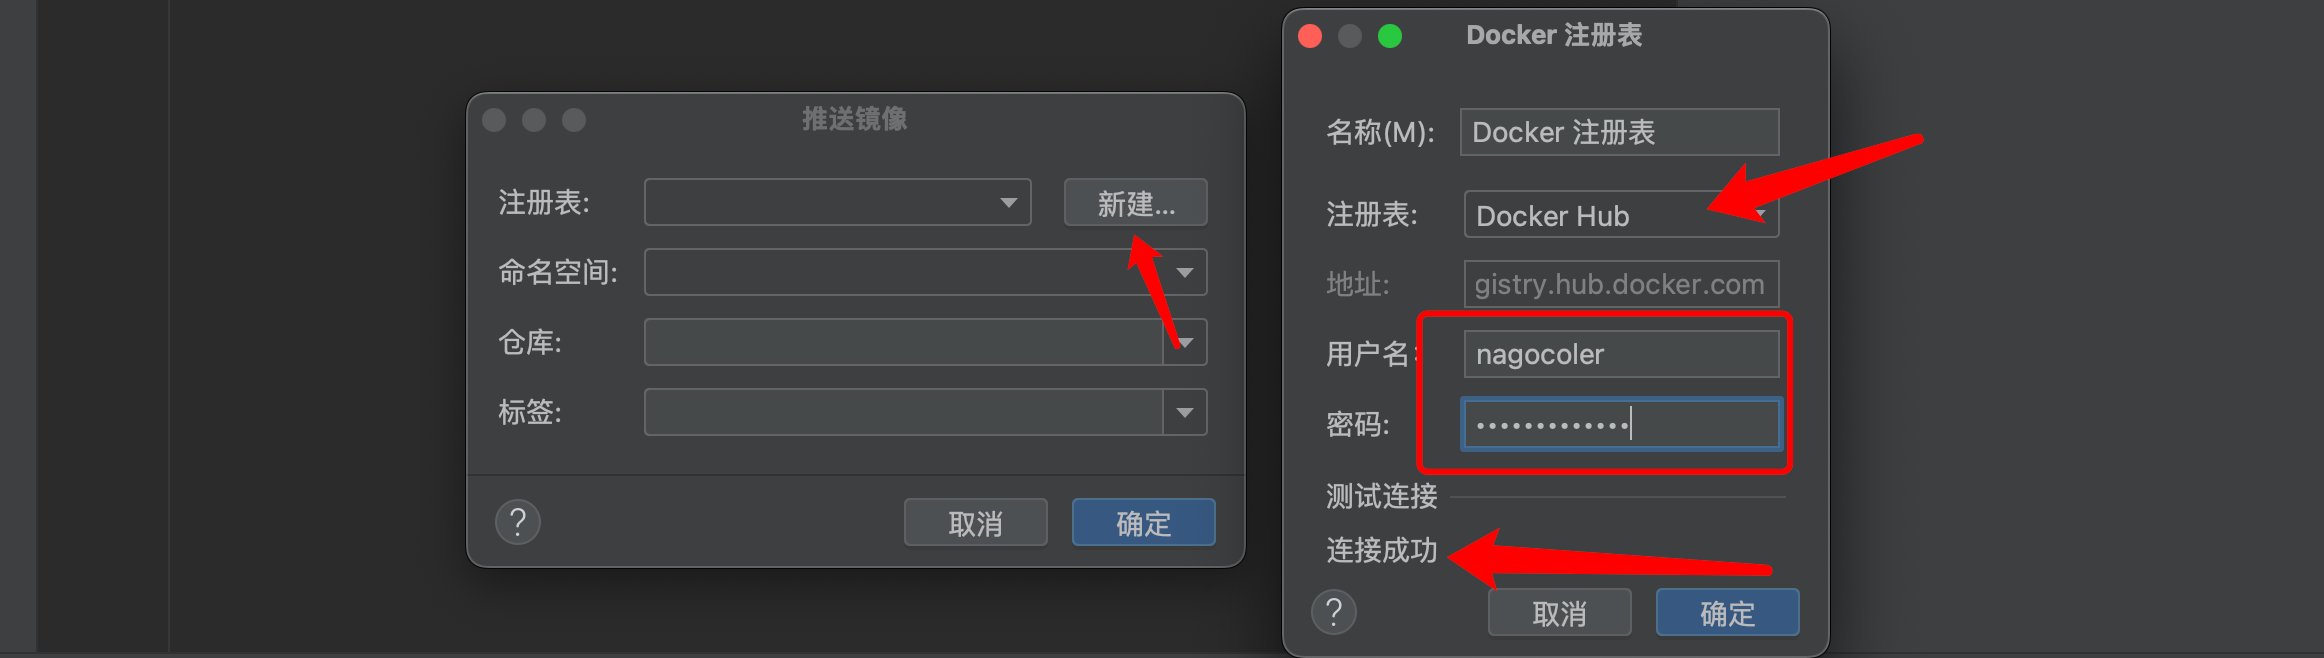 推送镜像
注册表:
新建...
命名空间:
仓库:
标签:
?
取消
确定
Docker 注册表
名称(M):
Docker 注册表
注册表:
Docker Hub
地址:
gistry.hub.docker.com
用户名:
nagocoler
密码:
•••••••••••••
测试连接
连接成功
?
取消
确定